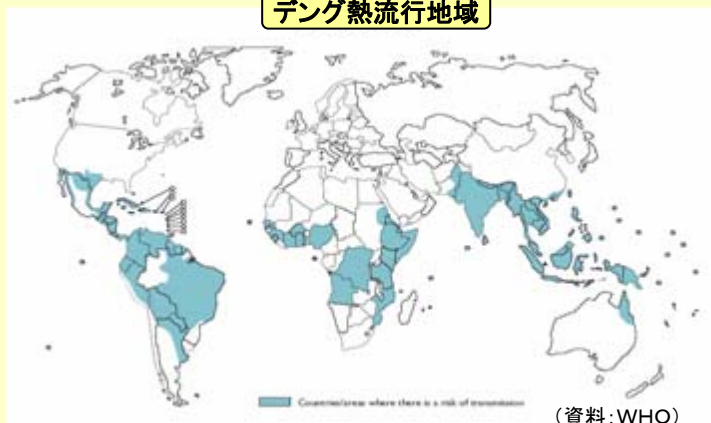 デング熱流行地域
Countries/areas where there is a risk of transmission
(資料:WHO)